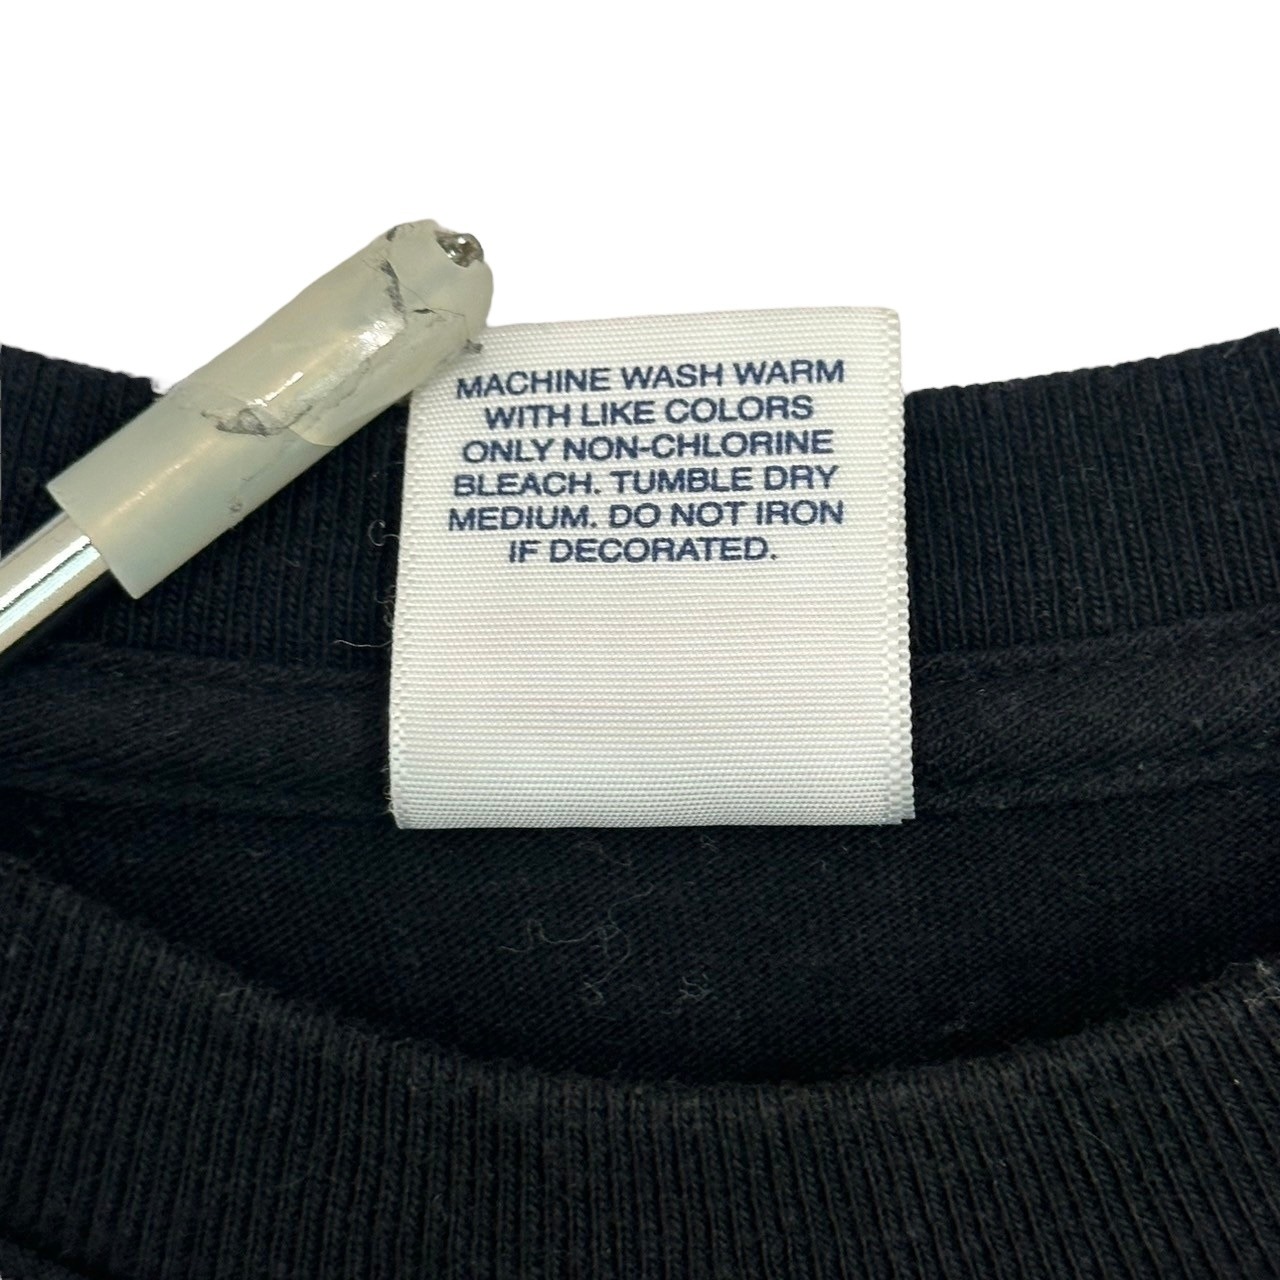 MACHINE WASH WARM
WITH LIKE COLORS
ONLY NON-CHLORINE
BLEACH. TUMBLE DRY
MEDIUM. DO NOT IRON
IF DECORATED.